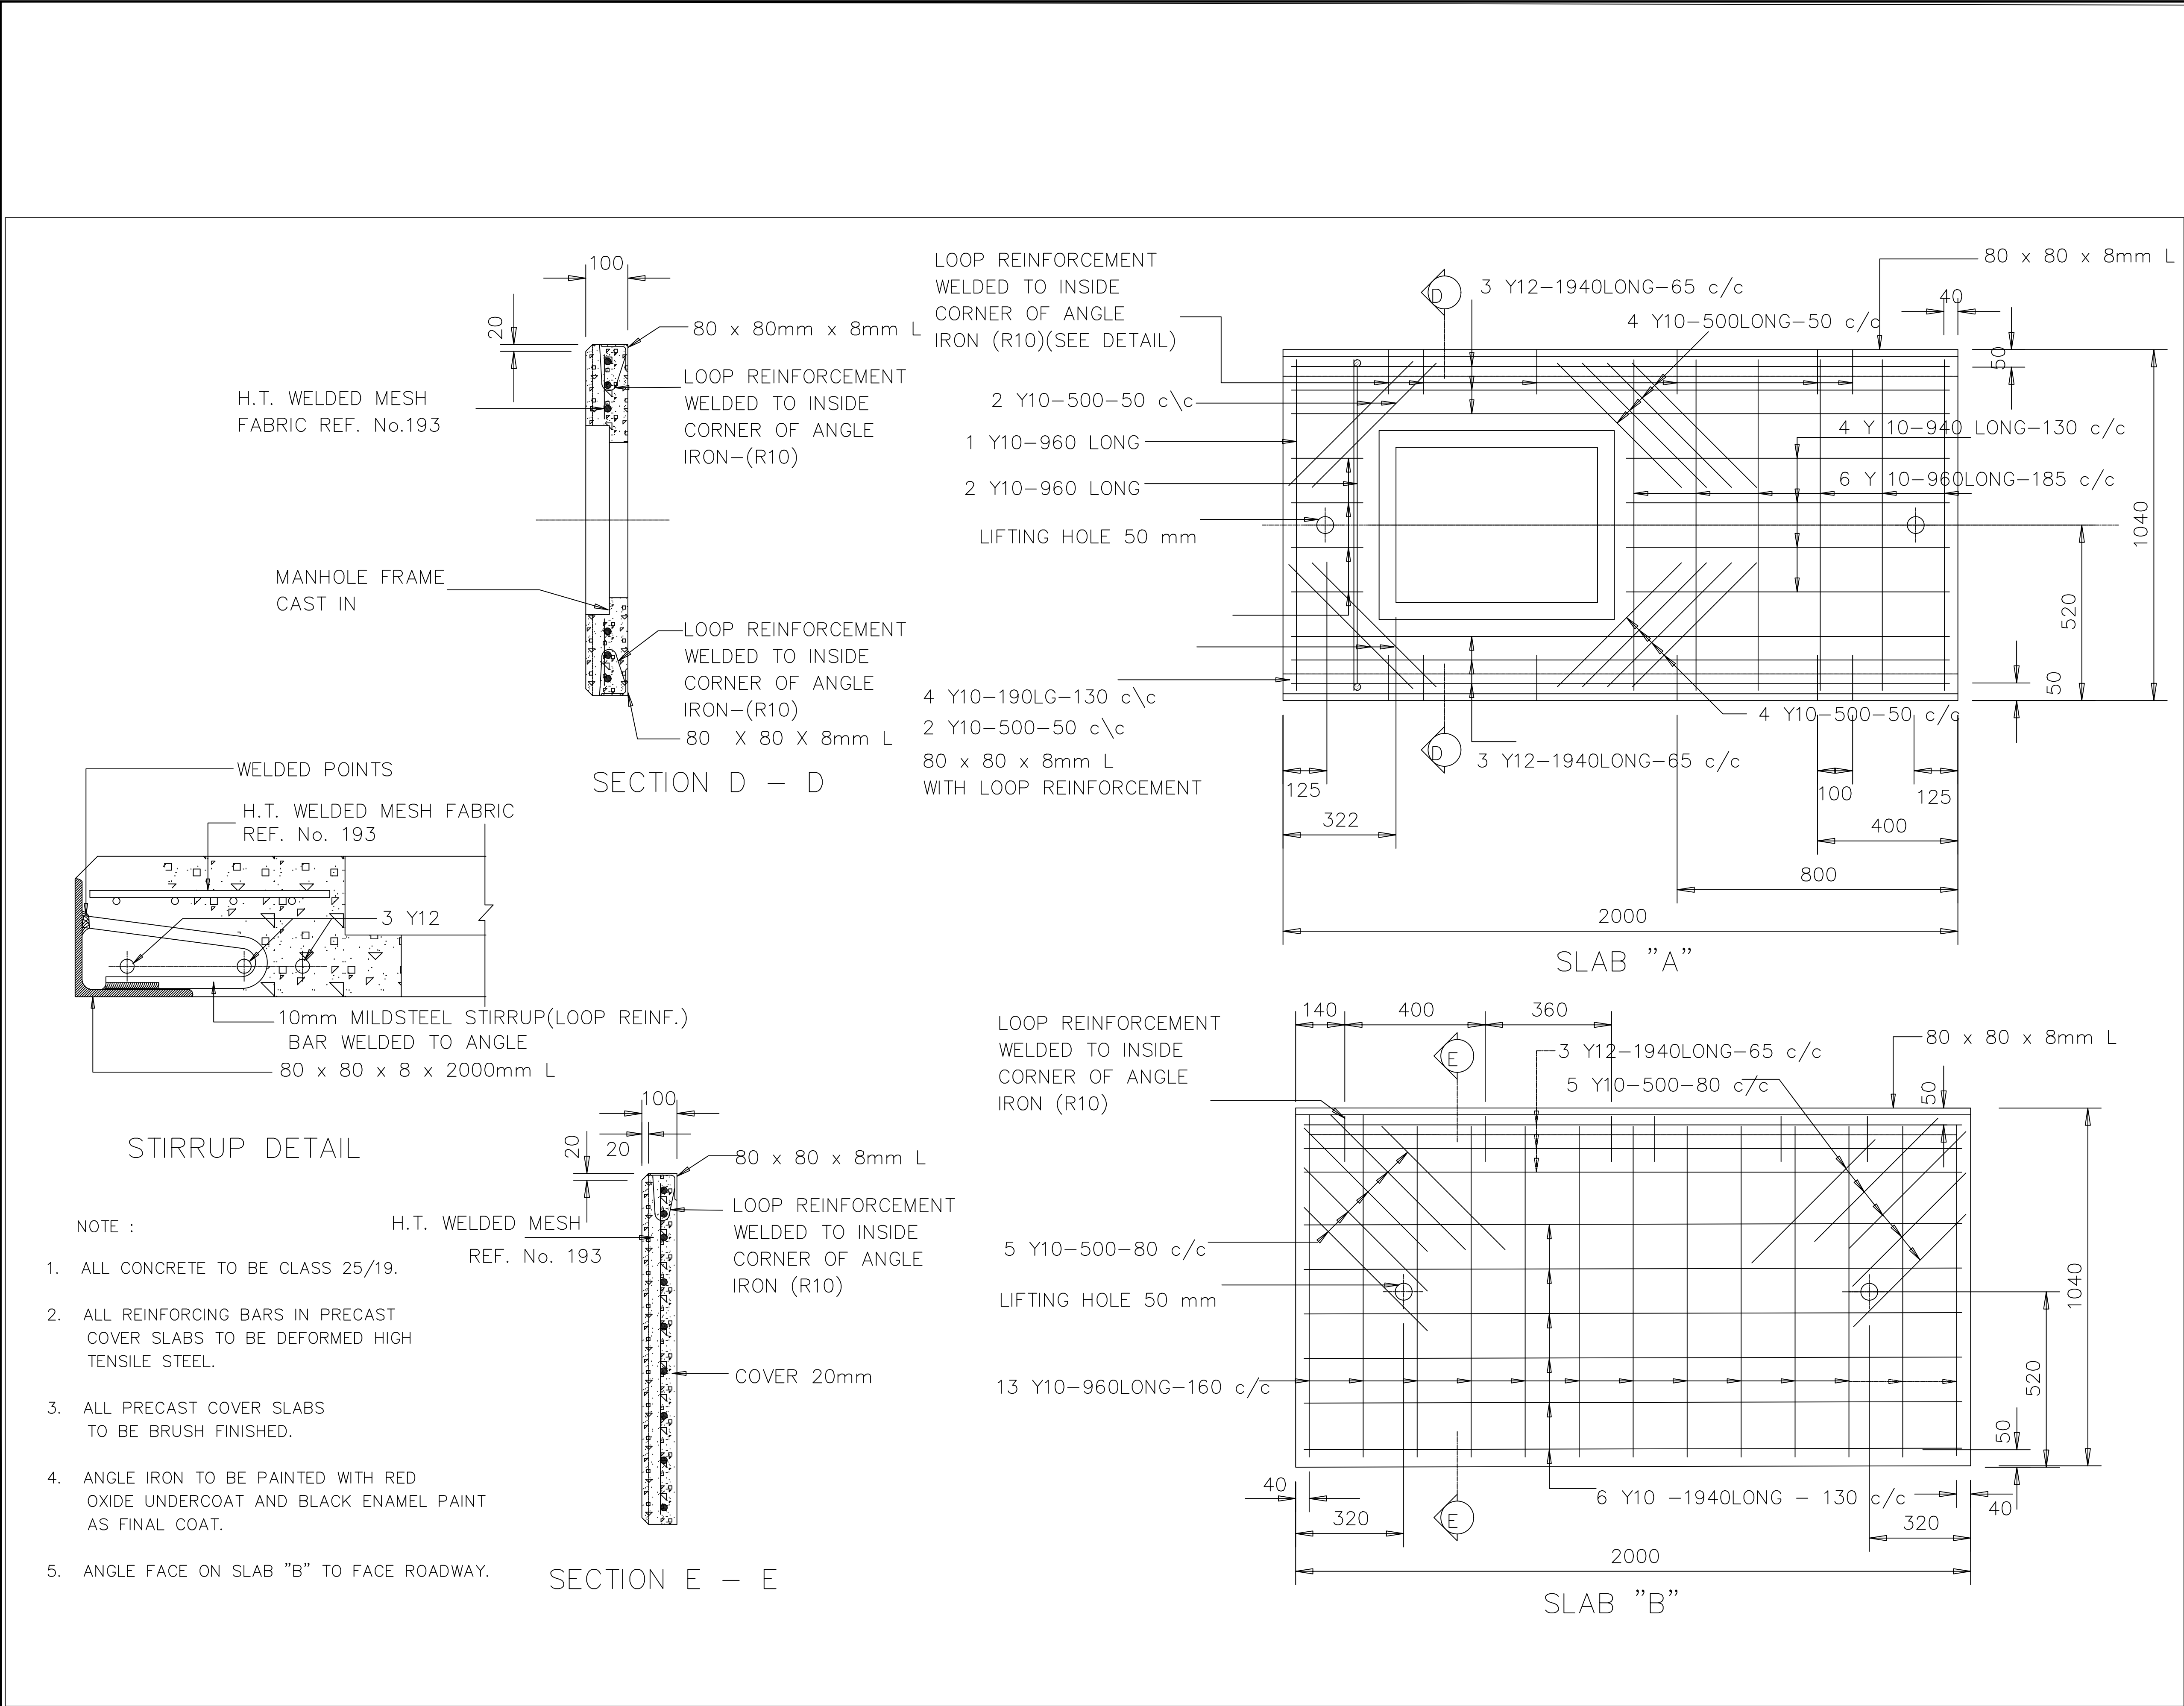 100
20
80 x 80mm x 8mm L
LOOP REINFORCEMENT
WELDED TO INSIDE
CORNER OF ANGLE
IRON-(R10)
H.T. WELDED MESH
FABRIC REF. No.193
MANHOLE FRAME
CAST IN
LOOP REINFORCEMENT
WELDED TO INSIDE
CORNER OF ANGLE
IRON-(R10)
80 X 80 X 8mm L
SECTION D - D
LOOP REINFORCEMENT
WELDED TO INSIDE
CORNER OF ANGLE
IRON (R10)(SEE DETAIL)
2 Y10-500-50 c\c
1 Y10-960 LONG
2 Y10-960 LONG
LIFTING HOLE 50 mm
4 Y10-190LG-130 c\c
2 Y10-500-50 c\c
80 x 80 x 8mm L
WITH LOOP REINFORCEMENT
D
3 Y12-1940LONG-65 c/c
4 Y10-500LONG-50 c/c
80 x 80 x 8mm L
40
50
4 Y 10-940 LONG-130 c/c
6 Y 10-960LONG-185 c/c
1040
520
50
4 Y10-500-50 c/c
D
3 Y12-1940LONG-65 c/c
125
322
100
125
400
800
2000
SLAB "A"
WELDED POINTS
H.T. WELDED MESH FABRIC
REF. No. 193
3 Y12
10mm MILDSTEEL STIRRUP(LOOP REINF.)
BAR WELDED TO ANGLE
80 x 80 x 8 x 2000mm L
STIRRUP DETAIL
100
20
20
80 x 80 x 8mm L
LOOP REINFORCEMENT
WELDED TO INSIDE
CORNER OF ANGLE
IRON (R10)
H.T. WELDED MESH
REF. No. 193
COVER 20mm
SECTION E - E
LOOP REINFORCEMENT
WELDED TO INSIDE
CORNER OF ANGLE
IRON (R10)
140
400
360
E
3 Y12-1940LONG-65 c/c
5 Y10-500-80 c/c
80 x 80 x 8mm L
50
5 Y10-500-80 c/c
LIFTING HOLE 50 mm
13 Y10-960LONG-160 c/c
1040
520
50
40
320
E
6 Y10 -1940LONG - 130 c/c
40
320
2000
SLAB "B"
NOTE :
1. ALL CONCRETE TO BE CLASS 25/19.
2. ALL REINFORCING BARS IN PRECAST
COVER SLABS TO BE DEFORMED HIGH
TENSILE STEEL.
3. ALL PRECAST COVER SLABS
TO BE BRUSH FINISHED.
4. ANGLE IRON TO BE PAINTED WITH RED
OXIDE UNDERCOAT AND BLACK ENAMEL PAINT
AS FINAL COAT.
5. ANGLE FACE ON SLAB "B" TO FACE ROADWAY.